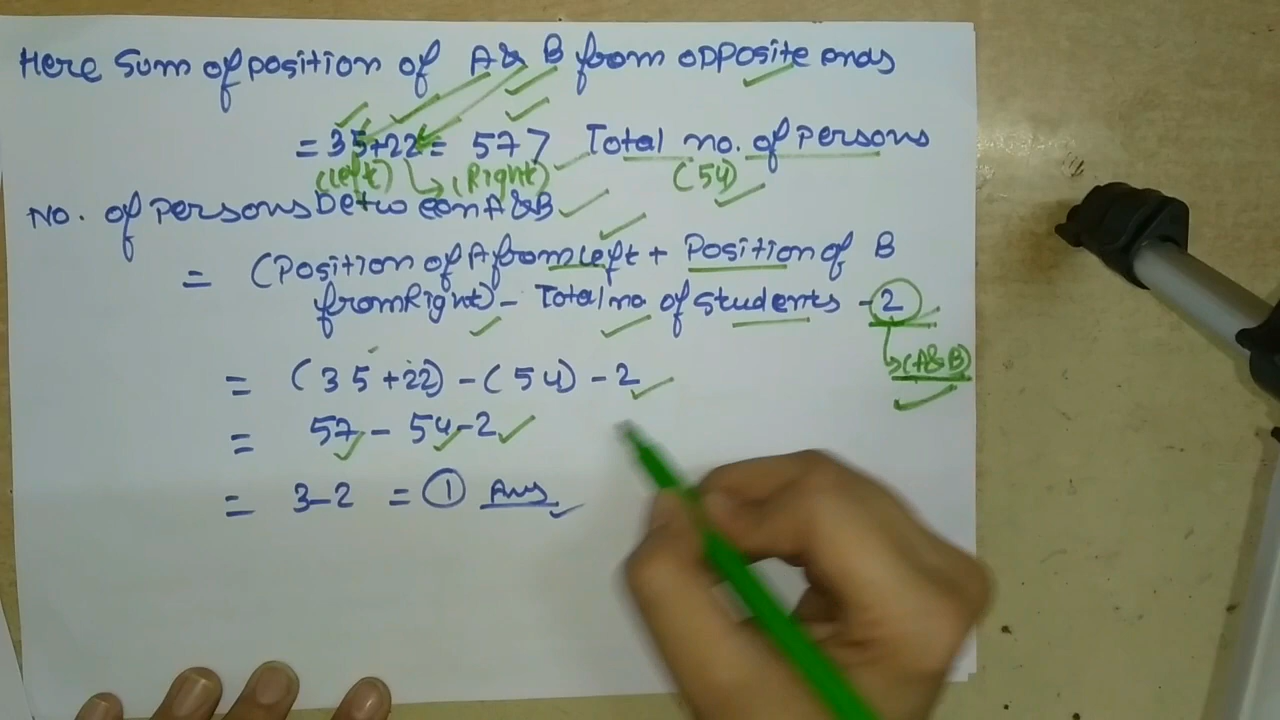 Here Sum of position of A & B from opposite ends
= 35+22 = 57 > Total no. of persons
(left) (Right) (54)
No. of persons between A & B
= (Position of A from left + Position of B
from Right) - Total no of students - 2
(A&B)
= (35+22) - (54) - 2
= 57 - 54 - 2
= 3-2 = 1 Ans